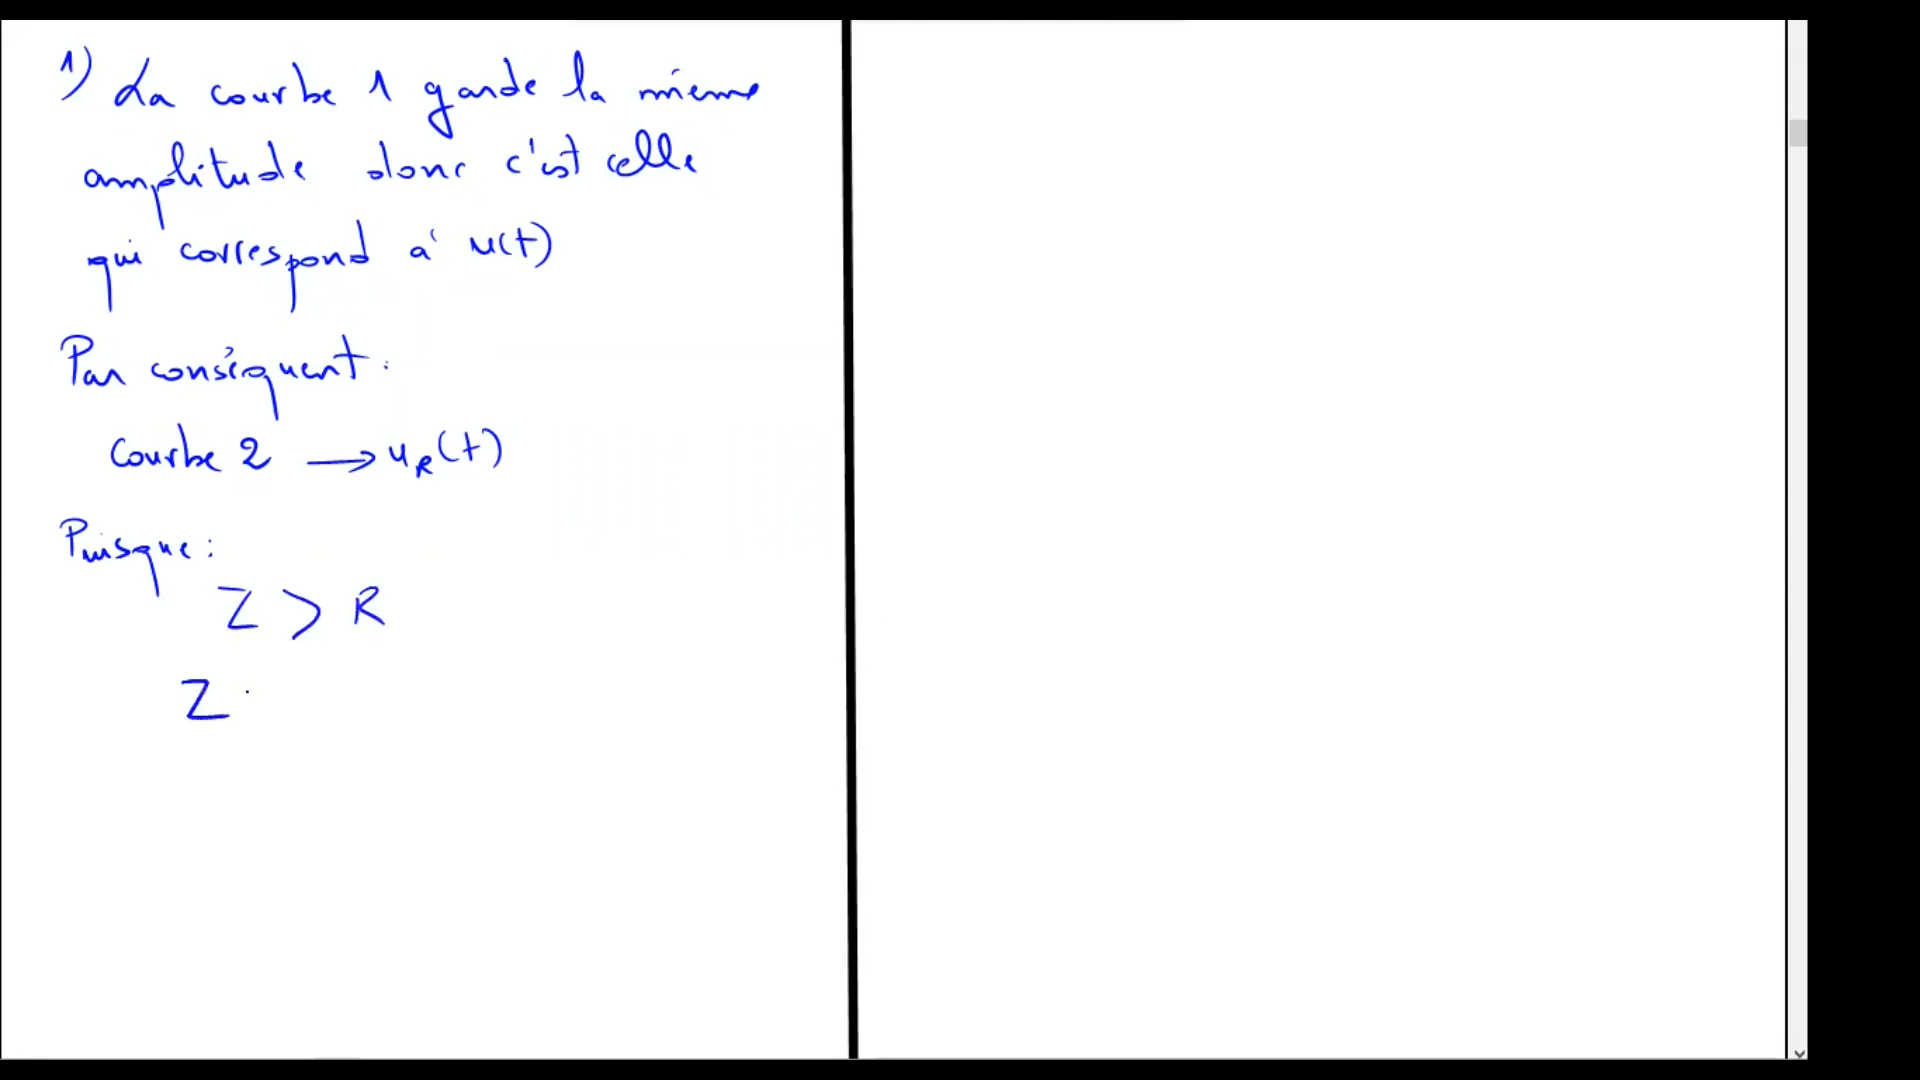 1) La courbe 1 garde la même
amplitude donc c'est celle
qui correspond à u(t)
Par conséquent :
Courbe 2 → u_R(t)
Puisque :
Z > R
Z